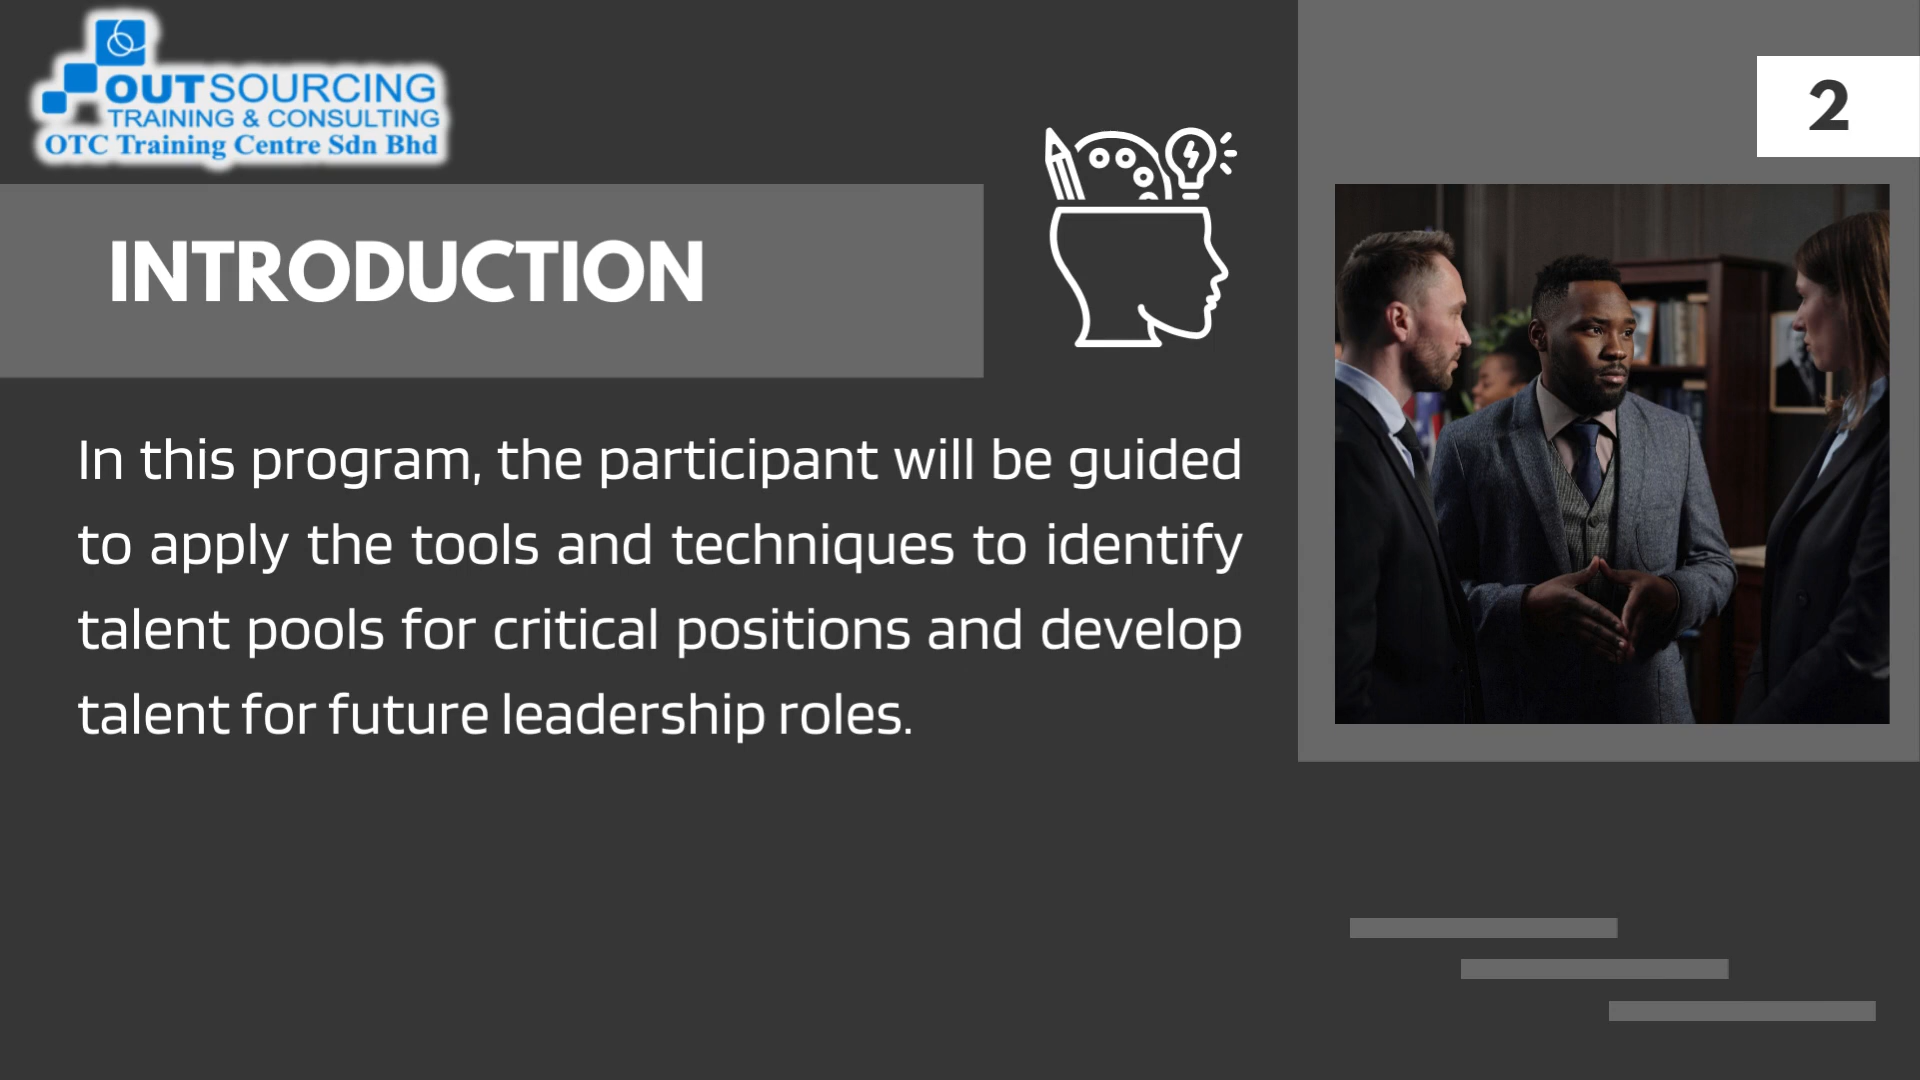 OUTSOURCING
TRAINING & CONSULTING
OTC Training Centre Sdn Bhd
2
INTRODUCTION
In this program, the participant will be guided
to apply the tools and techniques to identify
talent pools for critical positions and develop
talent for future leadership roles.